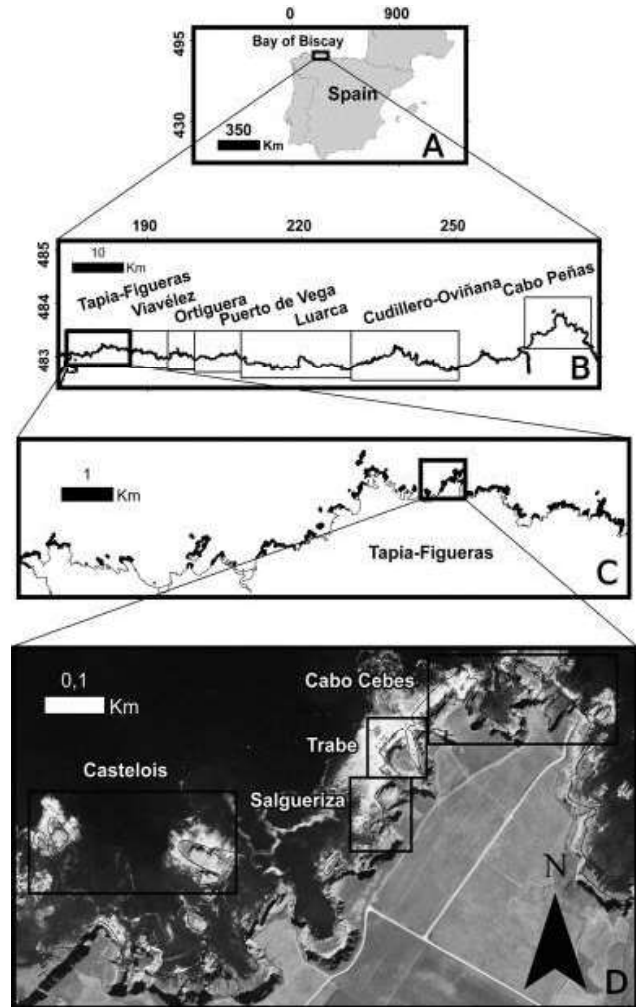 0 900
495
Bay of Biscay
Spain
430
350
Km
A
190 220 250
485
10
Km
484
Tapia-Figueras
Viavélez
Ortiguera
Puerto de Vega
Luarca
Cudillero-Oviñana
Cabo Peñas
483
B
1
Km
Tapia-Figueras
C
0,1
Km
Cabo Cebes
Trabe
Castelois
Salgueriza
N
D